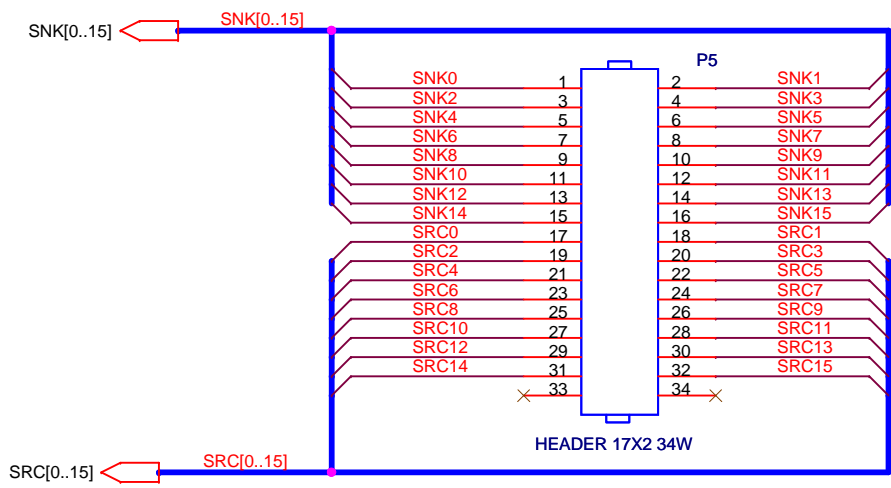 SNK[0..15] SNK[0..15]
P5
SNK0 1 2 SNK1
SNK2 3 4 SNK3
SNK4 5 6 SNK5
SNK6 7 8 SNK7
SNK8 9 10 SNK9
SNK10 11 12 SNK11
SNK12 13 14 SNK13
SNK14 15 16 SNK15
SRC0 17 18 SRC1
SRC2 19 20 SRC3
SRC4 21 22 SRC5
SRC6 23 24 SRC7
SRC8 25 26 SRC9
SRC10 27 28 SRC11
SRC12 29 30 SRC13
SRC14 31 32 SRC15
33 34
HEADER 17X2 34W
SRC[0..15] SRC[0..15]